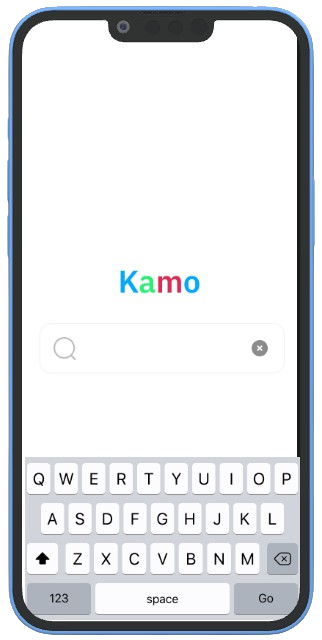 Kamo
Q W E R T Y U I O P
A S D F G H J K L
Z X C V B N M
123 space Go